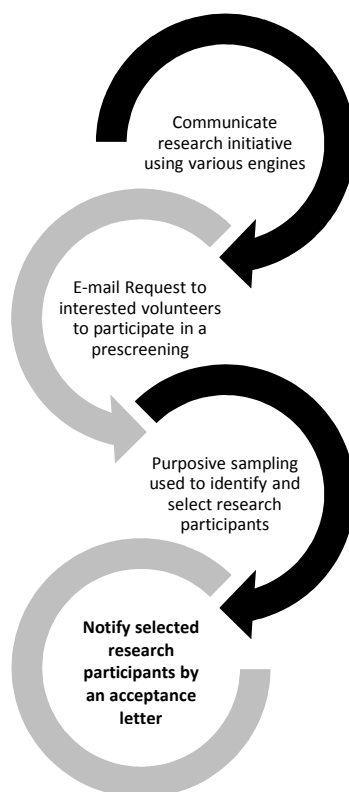 Communicate
research initiative
using various engines
E-mail Request to
interested volunteers
to participate in a
prescreening
Purposive sampling
used to identify and
select research
participants
Notify selected
research
participants by
an acceptance
letter